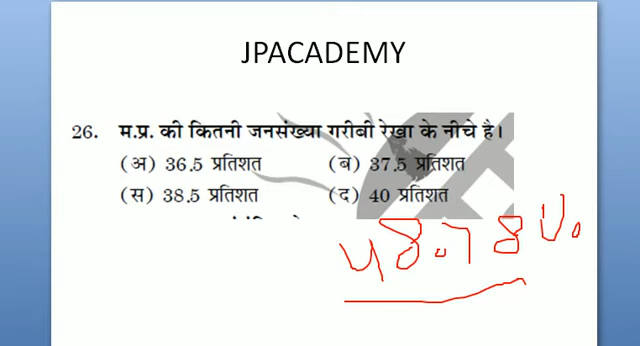 JPACADEMY
26. म.प्र. की कितनी जनसंख्या गरीबी रेखा के नीचे है।
(अ) 36.5 प्रतिशत (ब) 37.5 प्रतिशत
(स) 38.5 प्रतिशत (द) 40 प्रतिशत
48.78%